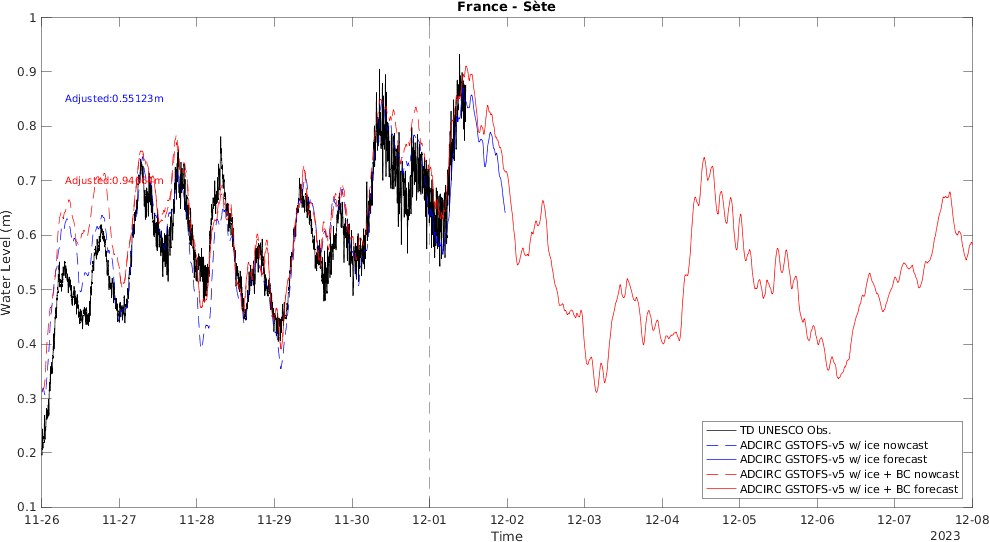 France - Sète
Water Level (m)
1
0.9
0.8
0.7
0.6
0.5
0.4
0.3
0.2
0.1
Adjusted:0.55123m
TD UNESCO Obs.
ADCIRC GSTOFS-v5 w/ ice nowcast
ADCIRC GSTOFS-v5 w/ ice forecast
ADCIRC GSTOFS-v5 w/ ice + BC nowcast
ADCIRC GSTOFS-v5 w/ ice + BC forecast
11-26 11-27 11-28 11-29 11-30 12-01 12-02 12-03 12-04 12-05 12-06 12-07 12-08
Time
2023